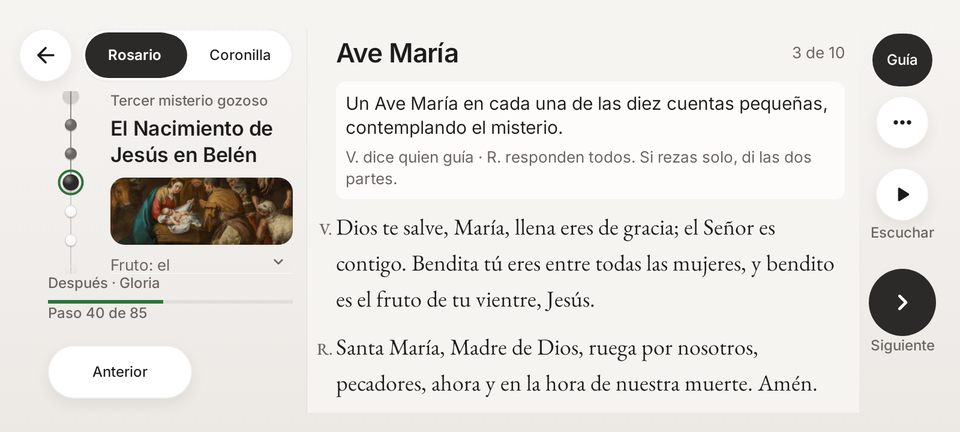 Rosario
Coronilla
Tercer misterio gozoso
El Nacimiento de
Jesús en Belén
Fruto: el
Después · Gloria
Paso 40 de 85
Anterior
Ave María
3 de 10
Un Ave María en cada una de las diez cuentas pequeñas,
contemplando el misterio.
V. dice quien guía · R. responden todos. Si rezas solo, di las dos
partes.
V. Dios te salve, María, llena eres de gracia; el Señor es
contigo. Bendita tú eres entre todas las mujeres, y bendito
es el fruto de tu vientre, Jesús.
R. Santa María, Madre de Dios, ruega por nosotros,
pecadores, ahora y en la hora de nuestra muerte. Amén.
Guía
Escuchar
Siguiente